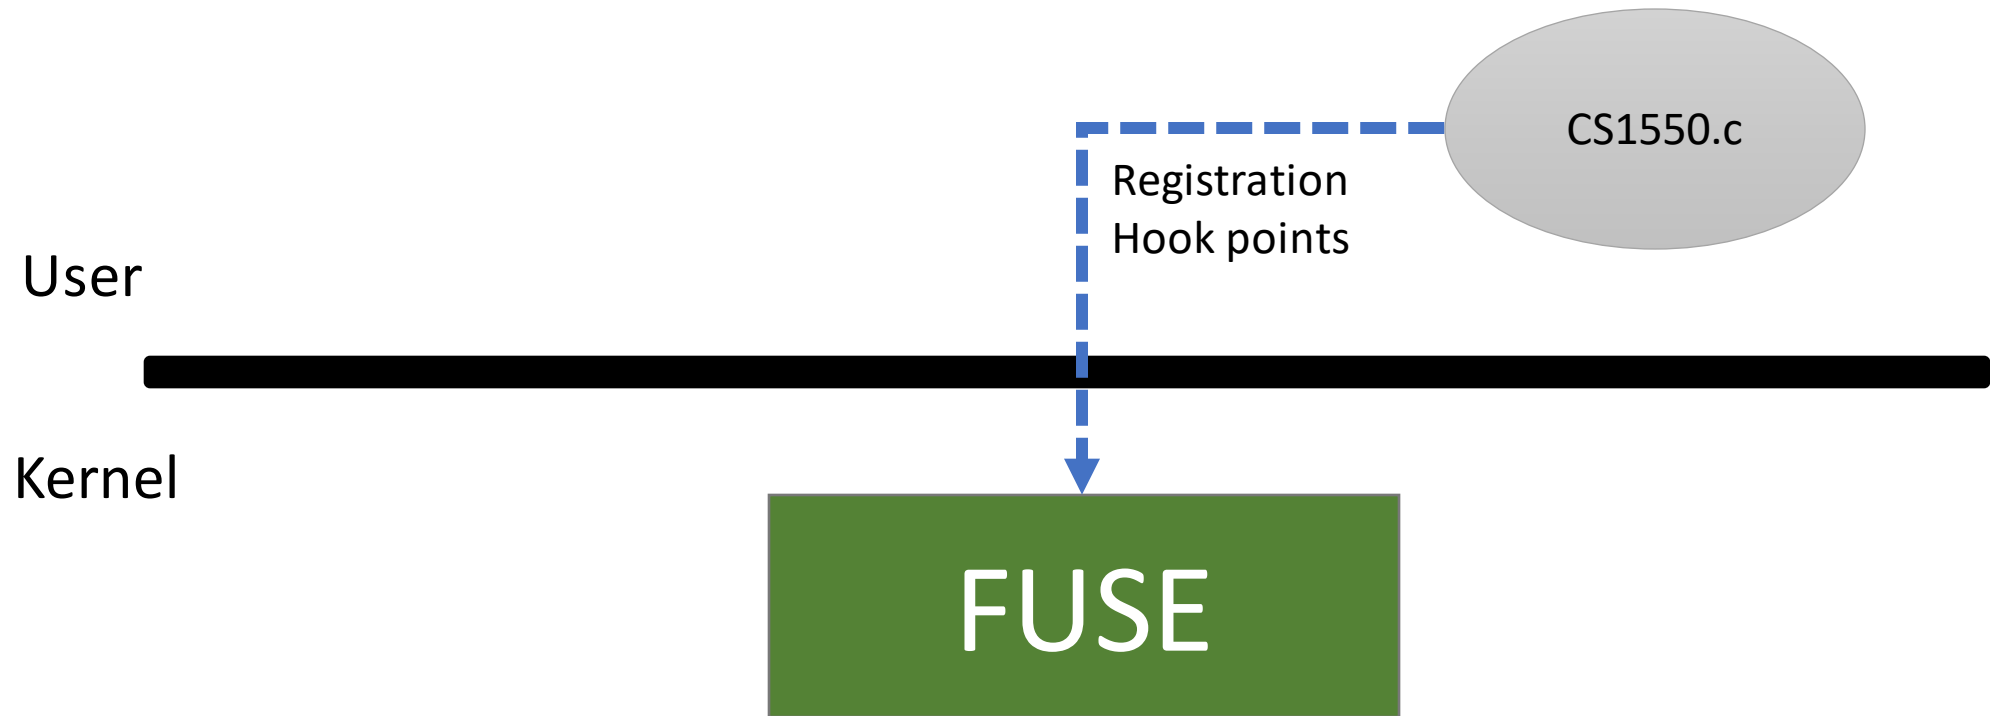 CS1550.c
Registration
Hook points
User
Kernel
FUSE